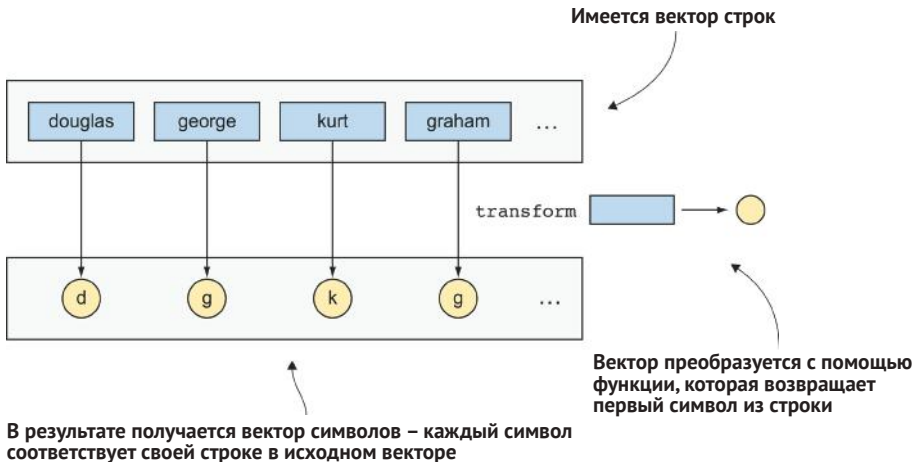 Имеется вектор строк
douglas george kurt graham ...
transform
d g k g ...
Вектор преобразуется с помощью
функции, которая возвращает
первый символ из строки
В результате получается вектор символов – каждый символ
соответствует своей строке в исходном векторе